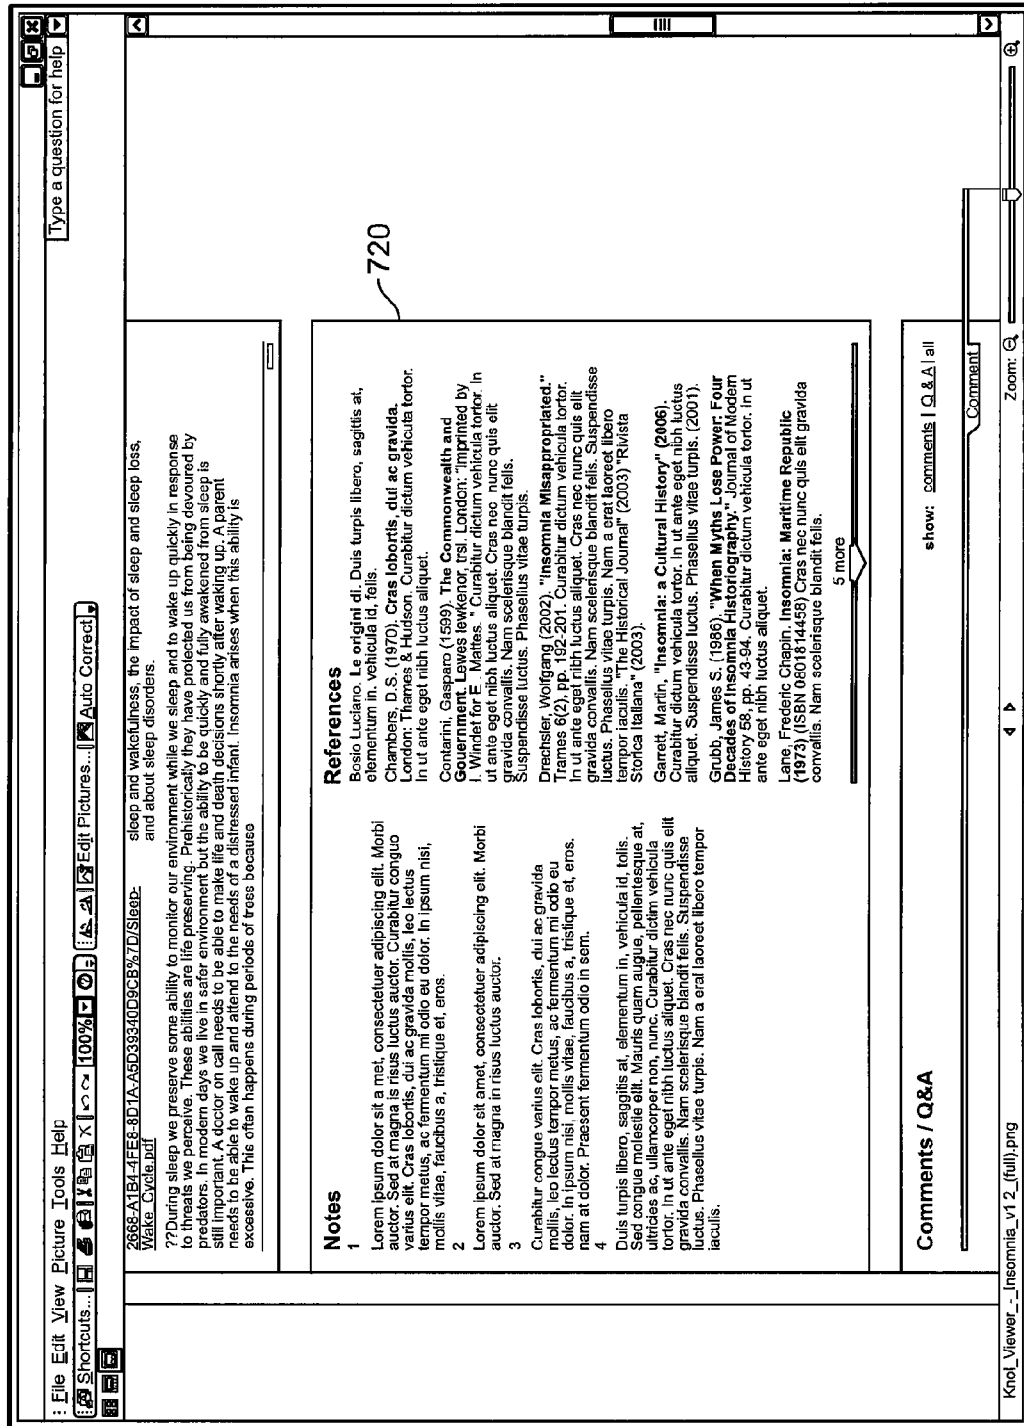 Type a question for help
File Edit View Picture Tools Help
Shortcuts... 100% Edit Pictures... Auto Correct
2668-A1B4-4FE8-8D1A-A5D39340D9CB%7D/Sleep-
Wake_Cycle.pdf
sleep and wakefulness, the impact of sleep and sleep loss,
and about sleep disorders.
??During sleep we preserve some ability to monitor our environment while we sleep and to wake up quickly in response
to threats we perceive. These abilities are life preserving. Prehistorically they have protected us from being devoured by
predators. In modern days we live in safer environment but the ability to be quickly and fully awakened from sleep is
still important. A doctor on call needs to be able to make life and death decisions shortly after waking up. A parent
needs to be able to wake up and attend to the needs of a distressed infant. Insomnia arises when this ability is
excessive. This often happens during periods of tress because
Notes
1
Lorem ipsum dolor sit a met, consectetuer adipiscing elit. Morbi
auctor. Sed at magna is risus luctus auctor. Curabitur conguo
varius elit. Cras lobortis, dui ac gravida mollis, leo lectus
tempor metus, ac fermentum mi odio eu dolor. In ipsum nisi,
mollis vitae, faucibus a, tristique et, eros.
2
Lorem ipsum dolor sit amet, consectetuer adipiscing elit. Morbi
auctor. Sed at magna in risus luctus auctor.
3
Curabitur congue varius elit. Cras lobortis, dui ac gravida
mollis, leo lectus tempor metus, ac fermentum mi odio eu
dolor. In ipsum nisi, mollis vitae, faucibus a, tristique et, eros.
nam at dolor. Praesent fermentum odio in sem.
4
Duis turpis libero, saggitis at, elementum in, vehicula id, tolis.
Sed congue molestie elit. Mauris quam augue, pellentesque at,
ultricies ac, ullamcorper non, nunc. Curabitur dictim vehicula
tortor. In ut ante eget nibh luctus aliquet. Cras nec nunc quis elit
gravida convallis. Nam scelerisque blandit felis. Suspendisse
luctus. Phasellus vitae turpis. Nam a eral laoreet libero tempor
iaculis.
References
Bosio Luciano. Le origini di. Duis turpis libero, sagittis at,
elementum in. vehicula id, felis.
Chambers, D.S. (1970). Cras lobortis, dui ac gravida.
London: Thames & Hudson. Curabitur dictum vehicuta tortor.
In ut ante eget nibh luctus aliquet.
Contarini, Gasparo (1599). The Commonwealth and
Gouernment. Lawes lewkenor, trsl. London: "Imprinted by
I. Windet for E . Mattes. " Curabitur dictum vehicula tortor. In
ut ante oget nibh luctus aliquet. Cras nec nunc quis elit
gravida convallis. Nam scelerisque blandit felis.
Suspendisse luctus. Phasellus vitae turpis.
Drechsler, Wolfgang (2002). "Insomnia Misappropriated."
Trames 6(2), pp. 192-201. Curabitur dictum vehicula tortor.
In ut ante eget nibh luctus aliquet. Cras nec nunc quis elit
gravida convallis. Nam scelerisque blandit felis. Suspendisse
luctus. Phasellus vitae turpis. Nam a erat laoreet libero
tempor iaculis. "The Historical Journal" (2003) "Rivista
Storica Italiana" (2003).
Garrett, Martin, "Insomnia: a Cultural History" (2006).
Curabitur dictum vehicula tortor. In ut ante eget nibh luctus
aliquet. Suspendisse luctus. Phasellus vitae turpis. (2001).
Grubb, James S. (1986). "When Myths Lose Power: Four
Decades of Insomnia Historiography." Journal of Modern
History 58, pp. 43-94. Curabitur dictum vehicula tortor. In ut
ante eget nibh luctus aliquet.
Lane, Frederic Chapin. Insomnia: Maritime Republic
(1973) (ISBN 0801814458) Cras nec nunc quis elit gravida
convallis. Nam scelerisque blandit felis.
5 more
720
Comments / Q&A
show: comments | Q & A | all
Comment
Knol_Viewer_-_Insomnia_v1 2_(full).png
Zoom: